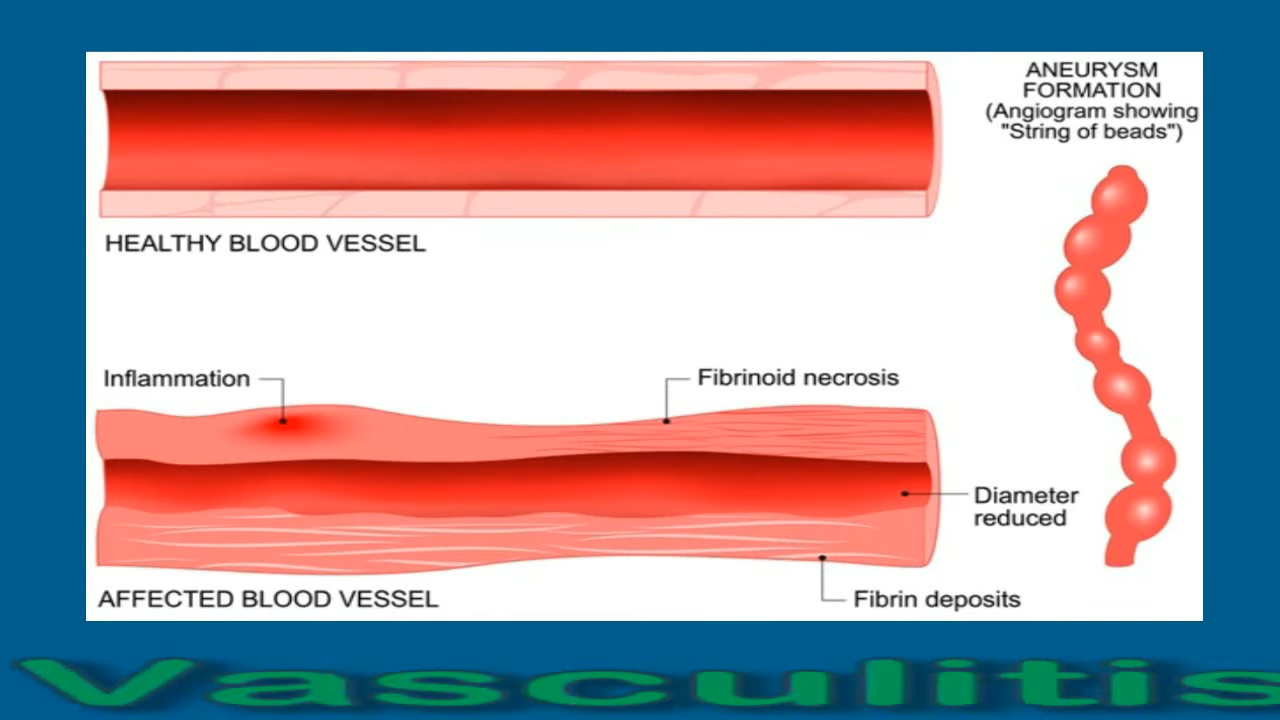 ANEURYSM
FORMATION
(Angiogram showing
"String of beads")
HEALTHY BLOOD VESSEL
Inflammation
Fibrinoid necrosis
Diameter
reduced
AFFECTED BLOOD VESSEL
Fibrin deposits
Vasculitis